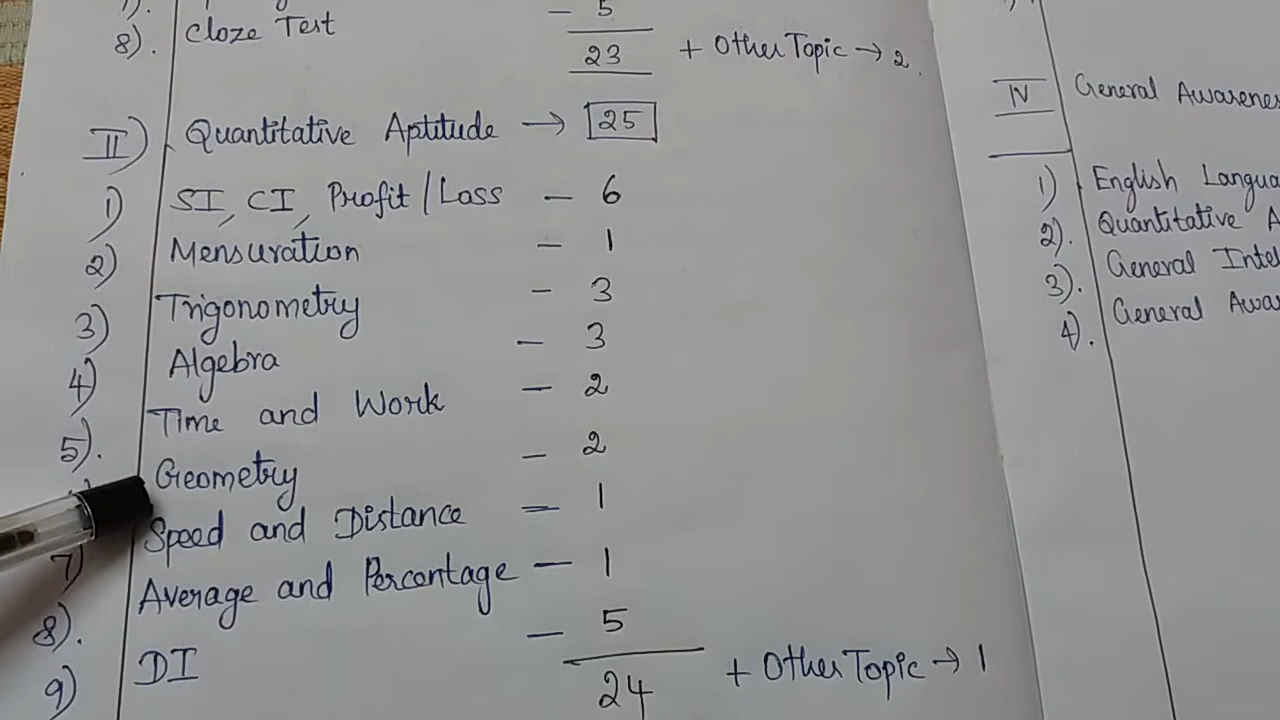 7).
- 5
8). Cloze Test
23 + Other Topic → 2
II) Quantitative Aptitude → 25
1) SI, CI, Profit/Loss - 6
2) Mensuration - 1
3) Trigonometry - 3
4) Algebra - 3
5). Time and Work - 2
Geometry - 2
7) Speed and Distance - 1
8). Average and Percentage - 1
9) DI - 5
24 + Other Topic → 1
IV General Awarenes
1) English Langua
2). Quantitative A
3). General Intel
4). General Awa